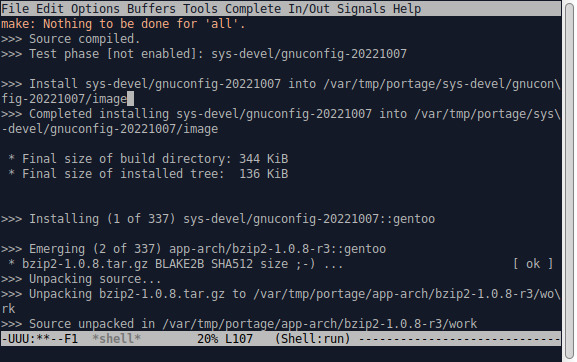 File Edit Options Buffers Tools Complete In/Out Signals Help
make: Nothing to be done for 'all'.
>>> Source compiled.
>>> Test phase [not enabled]: sys-devel/gnuconfig-20221007
>>> Install sys-devel/gnuconfig-20221007 into /var/tmp/portage/sys-devel/gnucon\
fig-20221007/image
>>> Completed installing sys-devel/gnuconfig-20221007 into /var/tmp/portage/sys\
-devel/gnuconfig-20221007/image
 * Final size of build directory: 344 KiB
 * Final size of installed tree:  136 KiB
>>> Installing (1 of 337) sys-devel/gnuconfig-20221007::gentoo
>>> Emerging (2 of 337) app-arch/bzip2-1.0.8-r3::gentoo
 * bzip2-1.0.8.tar.gz BLAKE2B SHA512 size ;-) ...                        [ ok ]
>>> Unpacking source...
>>> Unpacking bzip2-1.0.8.tar.gz to /var/tmp/portage/app-arch/bzip2-1.0.8-r3/wo\
rk
>>> Source unpacked in /var/tmp/portage/app-arch/bzip2-1.0.8-r3/work
-UUU:**--F1  *shell*        20% L107   (Shell:run) -----------------------------